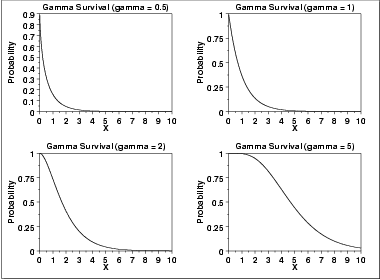 Gamma Survival (gamma = 0.5)
Probability
0.9
0.8
0.7
0.6
0.5
0.4
0.3
0.2
0.1
0
0 1 2 3 4 5 6 7 8 9 10
X
Gamma Survival (gamma = 1)
Probability
1
0.75
0.5
0.25
0
0 1 2 3 4 5 6 7 8 9 10
X
Gamma Survival (gamma = 2)
Probability
1
0.75
0.5
0.25
0
0 1 2 3 4 5 6 7 8 9 10
X
Gamma Survival (gamma = 5)
Probability
1
0.75
0.5
0.25
0
0 1 2 3 4 5 6 7 8 9 10
X